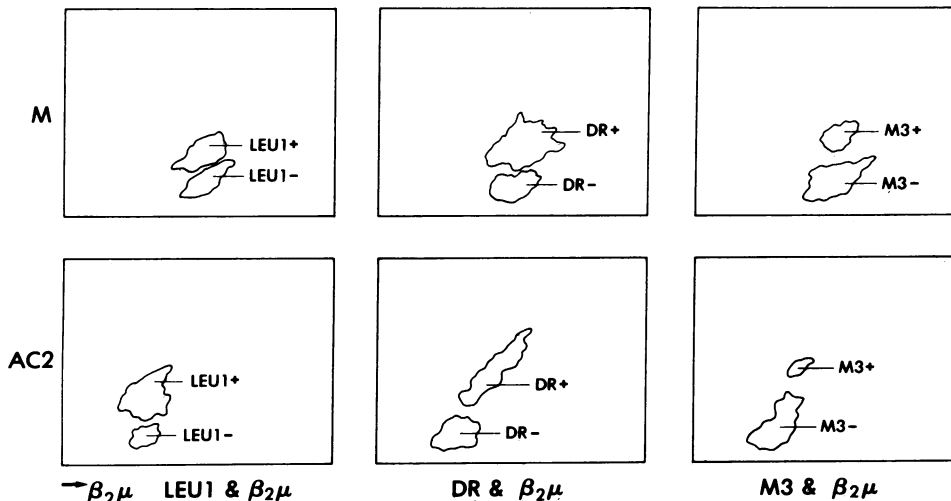 M
LEU1+
LEU1-
DR+
DR-
M3+
M3-
AC2
LEU1+
LEU1-
DR+
DR-
M3+
M3-
→β₂μ LEU1 & β₂μ DR & β₂μ M3 & β₂μ